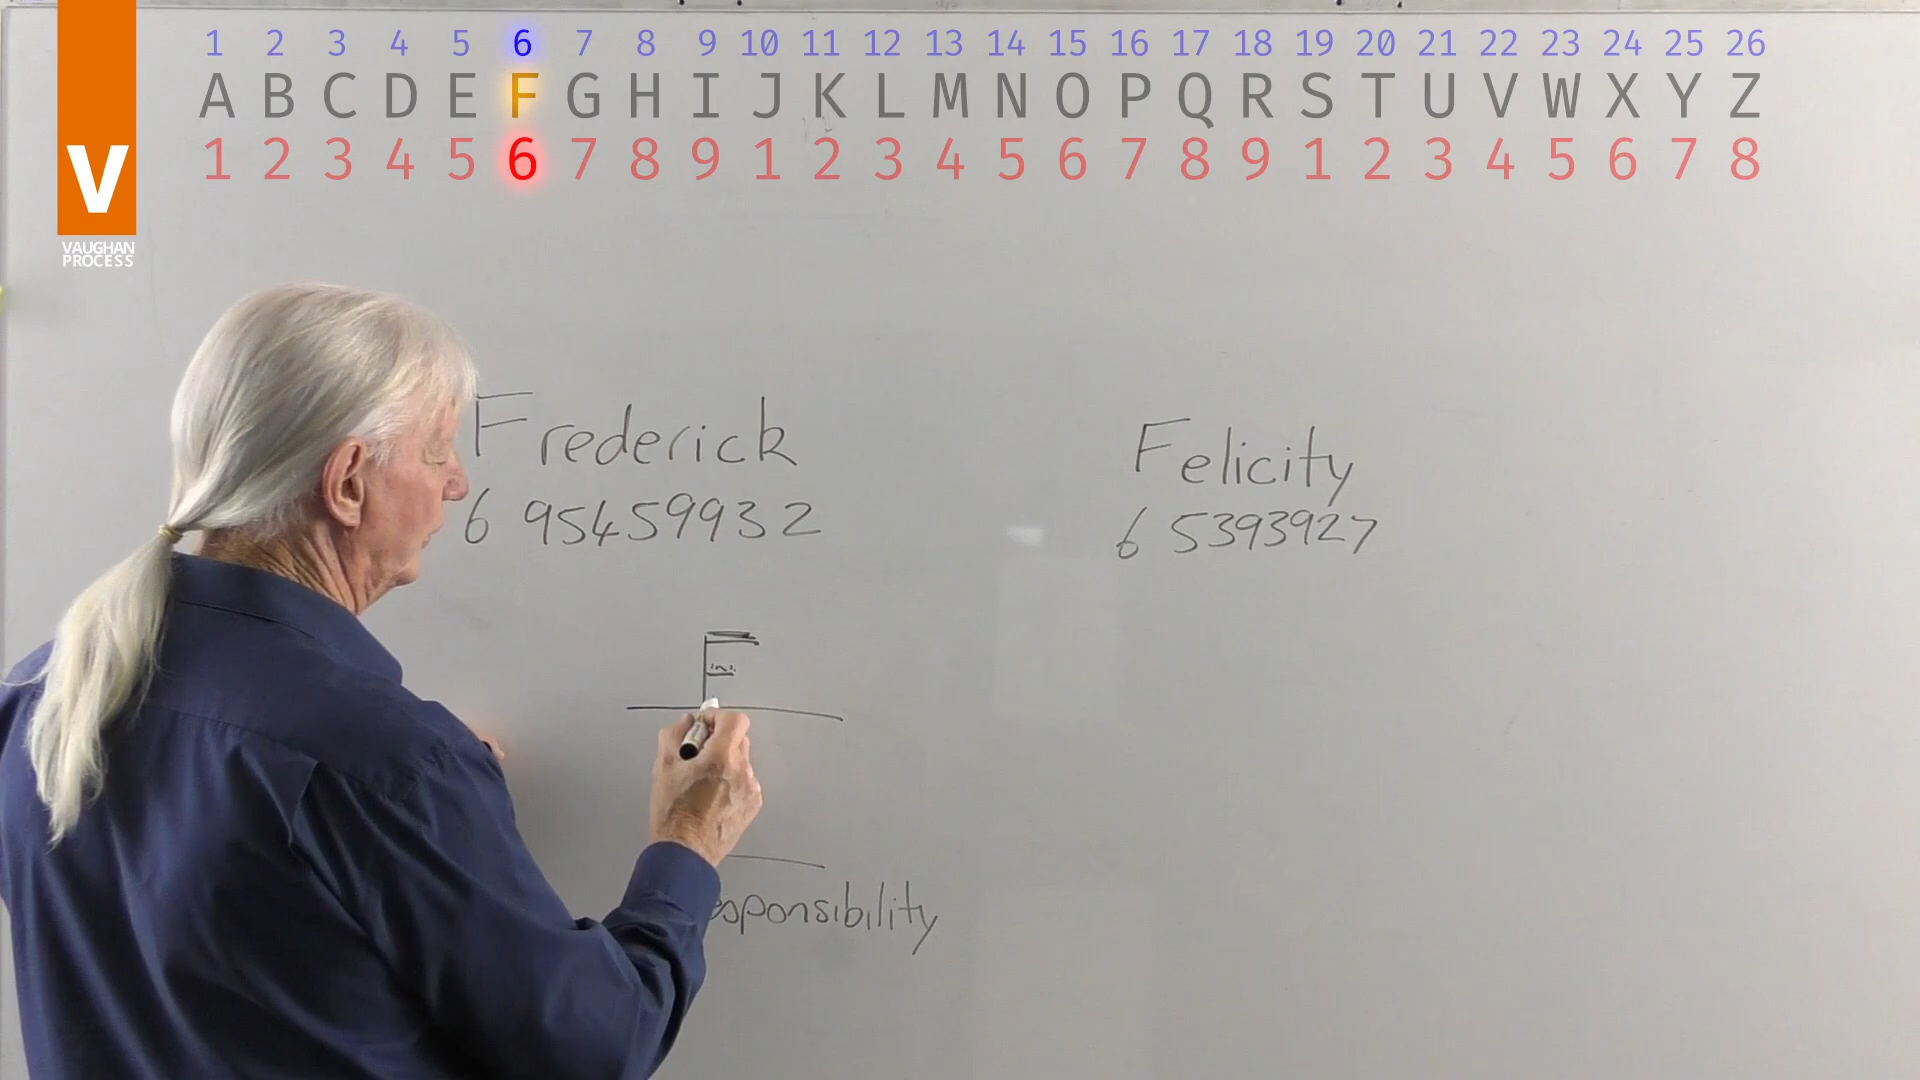 1 2 3 4 5 6 7 8 9 10 11 12 13 14 15 16 17 18 19 20 21 22 23 24 25 26
A B C D E F G H I J K L M N O P Q R S T U V W X Y Z
1 2 3 4 5 6 7 8 9 1 2 3 4 5 6 7 8 9 1 2 3 4 5 6 7 8
V
VAUGHAN
PROCESS
Frederick
6 95459932
Felicity
6 5393927
F
esponsibility